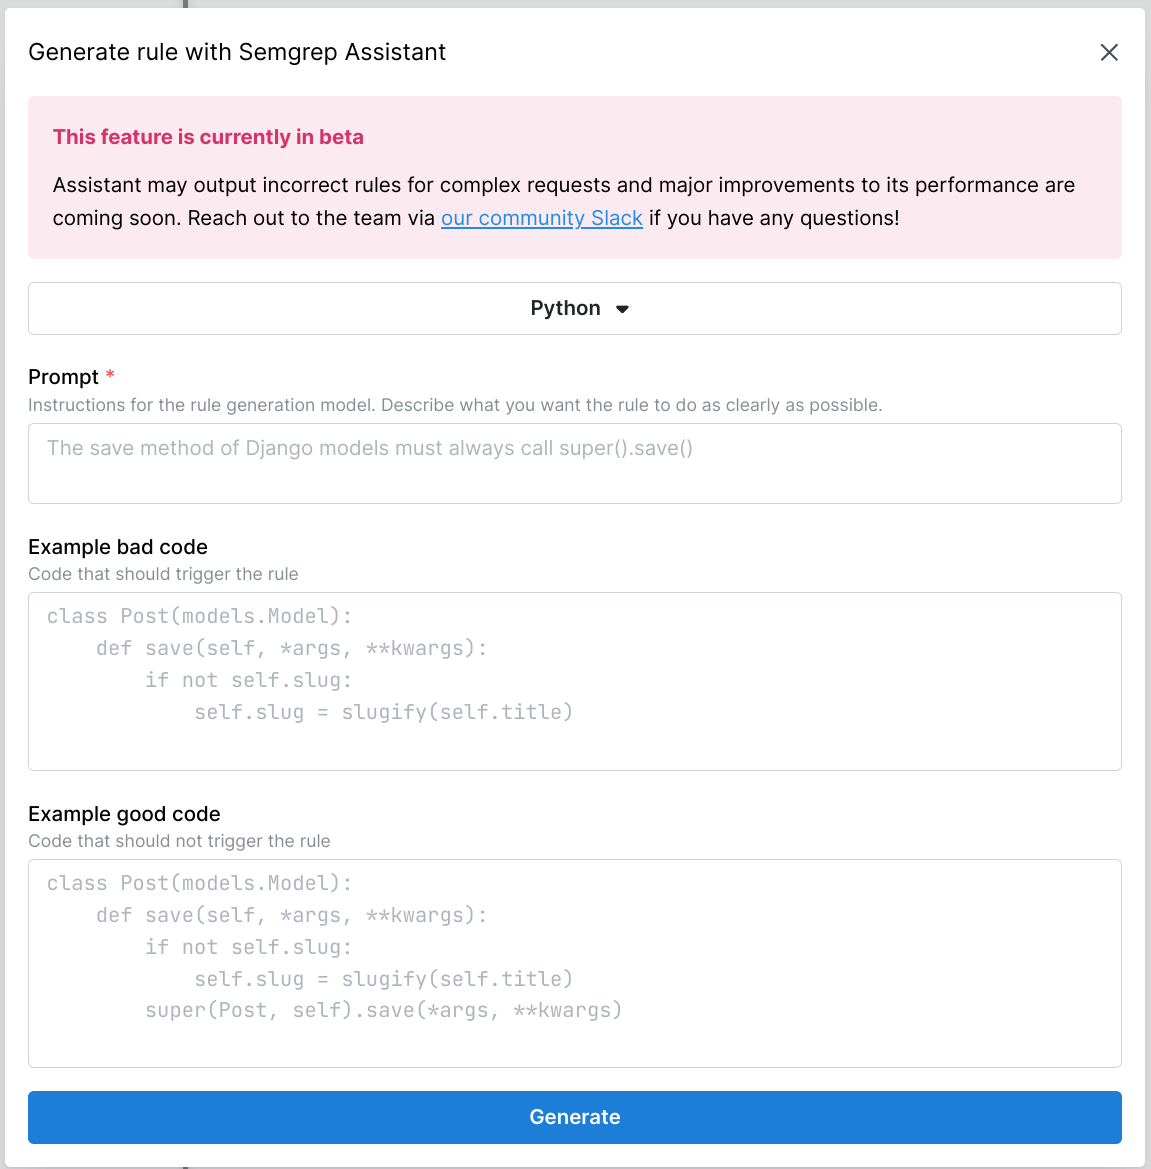 Generate rule with Semgrep Assistant
This feature is currently in beta
Assistant may output incorrect rules for complex requests and major improvements to its performance are
coming soon. Reach out to the team via our community Slack if you have any questions!
Python
Prompt *
Instructions for the rule generation model. Describe what you want the rule to do as clearly as possible.
The save method of Django models must always call super().save()
Example bad code
Code that should trigger the rule
class Post(models.Model):
    def save(self, *args, **kwargs):
        if not self.slug:
            self.slug = slugify(self.title)
Example good code
Code that should not trigger the rule
class Post(models.Model):
    def save(self, *args, **kwargs):
        if not self.slug:
            self.slug = slugify(self.title)
        super(Post, self).save(*args, **kwargs)
Generate